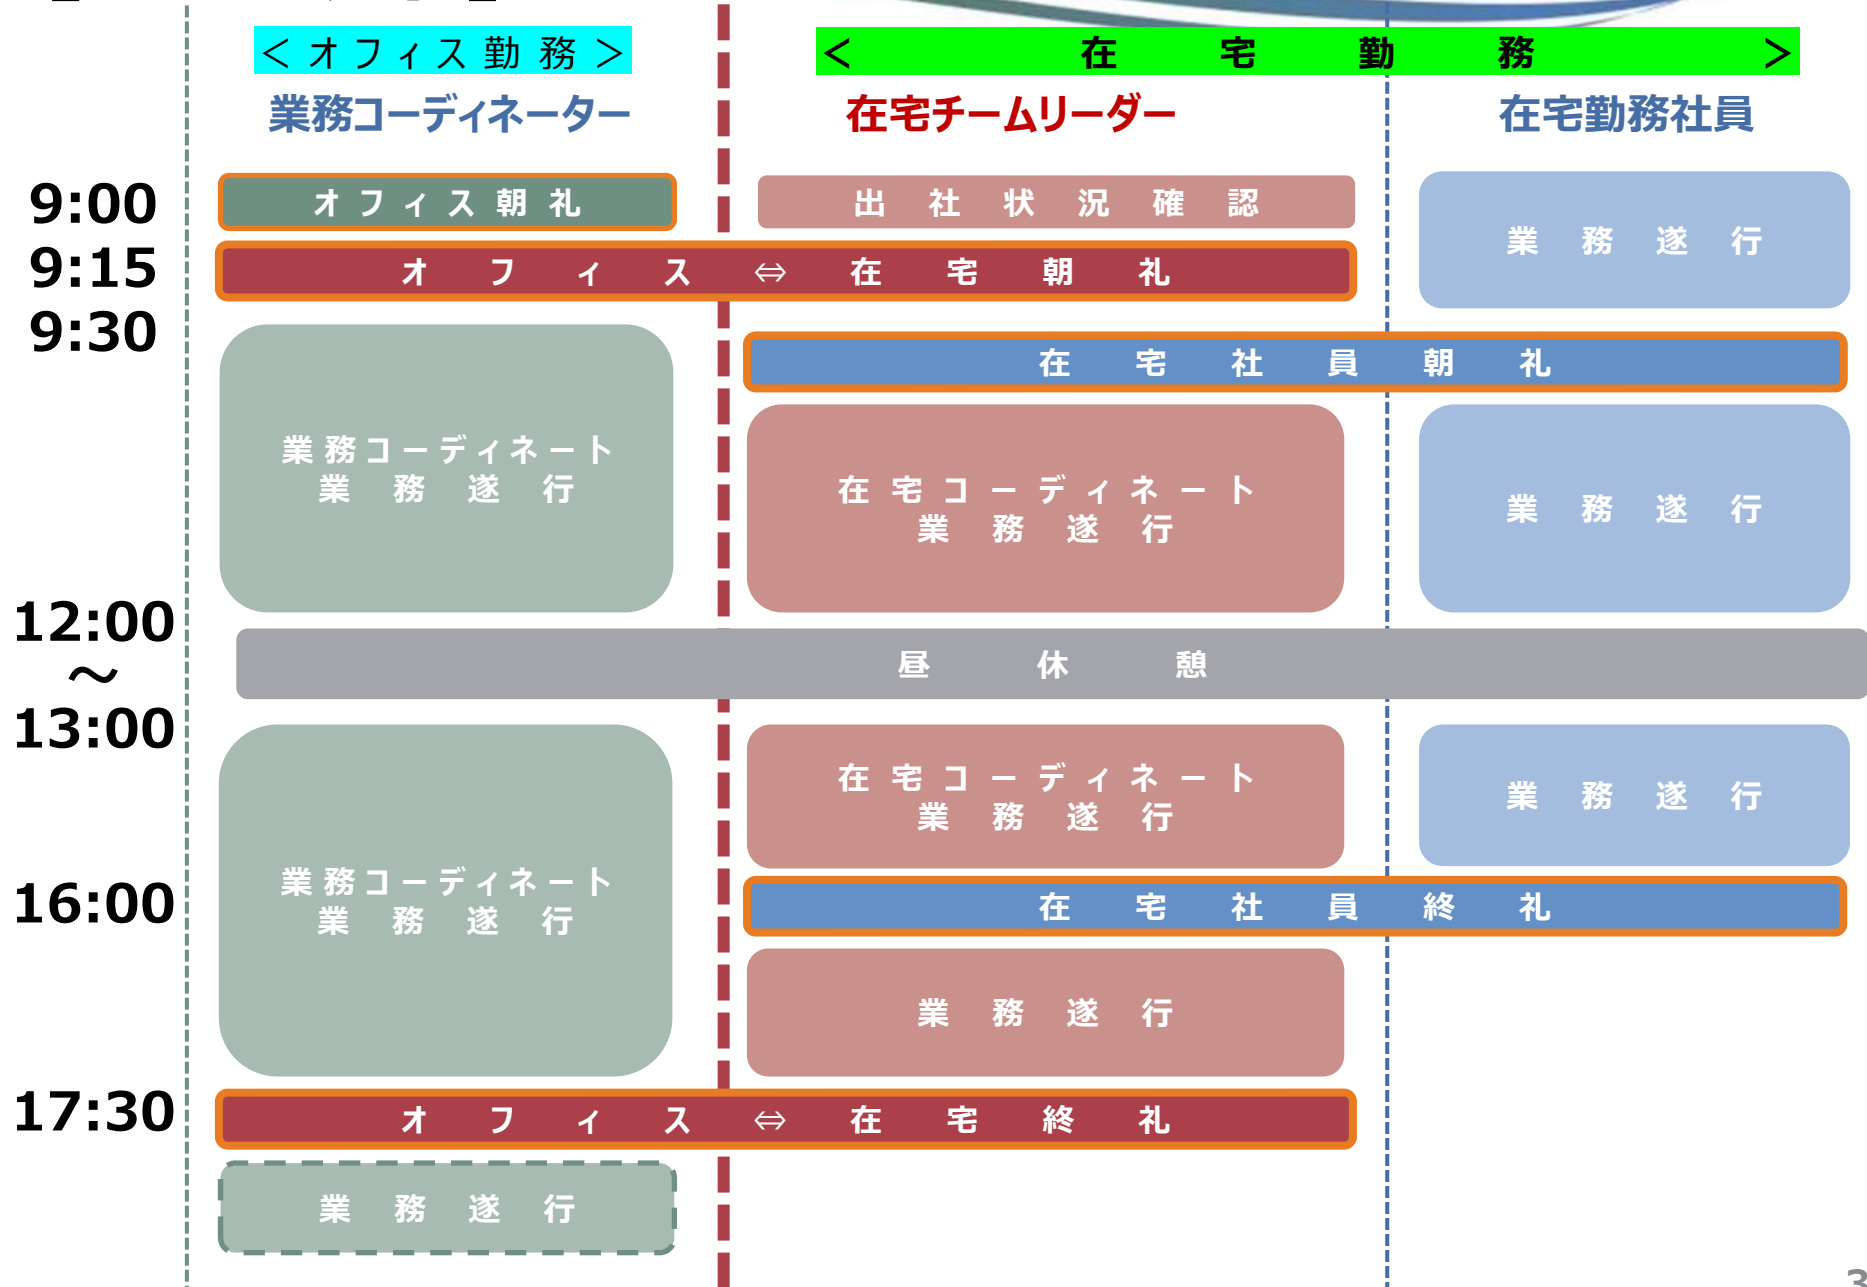 ＜オフィス勤務＞
＜在宅勤務＞
業務コーディネーター
在宅チームリーダー
在宅勤務社員
9:00
オフィス朝礼
出社状況確認
業務遂行
9:15
オフィス⇔在宅朝礼
9:30
在宅社員朝礼
業務コーディネート
業務遂行
在宅コーディネート
業務遂行
業務遂行
12:00
～
13:00
昼休憩
業務コーディネート
業務遂行
在宅コーディネート
業務遂行
業務遂行
16:00
在宅社員終礼
業務遂行
17:30
オフィス⇔在宅終礼
業務遂行
3